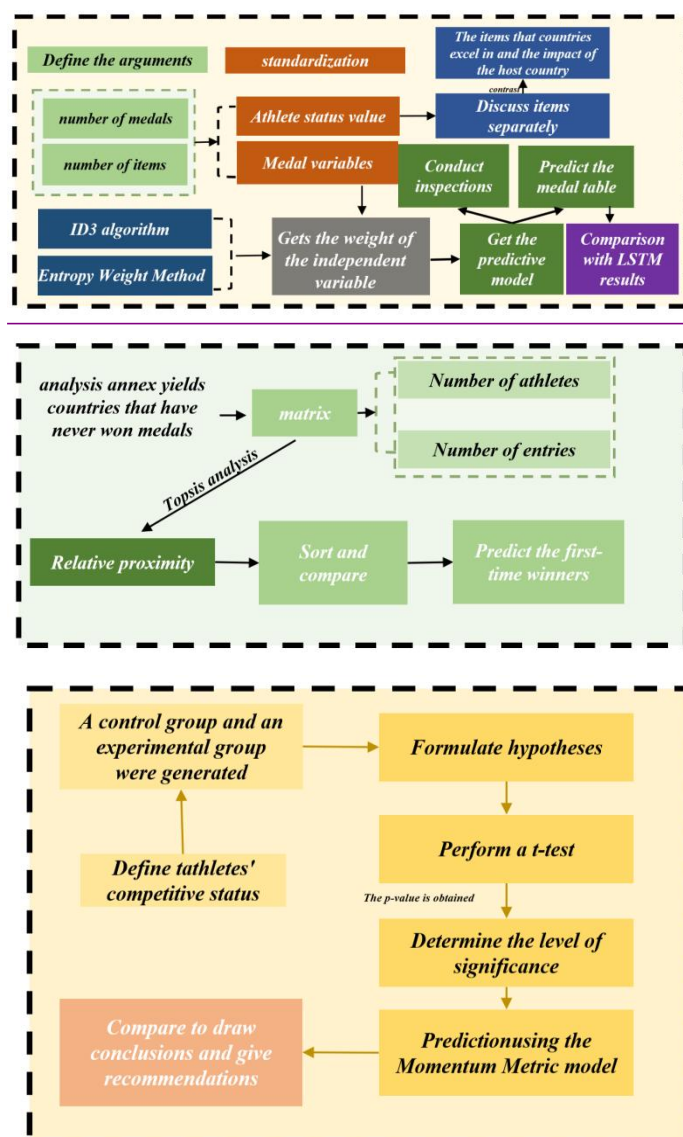 The items that countries
excel in and the impact of
the host country
Define the arguments
standardization
contrast
number of medals
Athlete status value
Discuss items
separately
number of items
Medal variables
Conduct
inspections
Predict the
medal table
ID3 algorithm
Entropy Weight Method
Gets the weight of
the independent
variable
Get the
predictive
model
Comparison
with LSTM
results
analysis annex yields
countries that have
never won medals
matrix
Number of athletes
Number of entries
Topsis analysis
Relative proximity
Sort and
compare
Predict the first-
time winners
A control group and an
experimental group
were generated
Formulate hypotheses
Define tathletes'
competitive status
Perform a t-test
The p-value is obtained
Determine the level of
significance
Compare to draw
conclusions and give
recommendations
Predictionusing the
Momentum Metric model